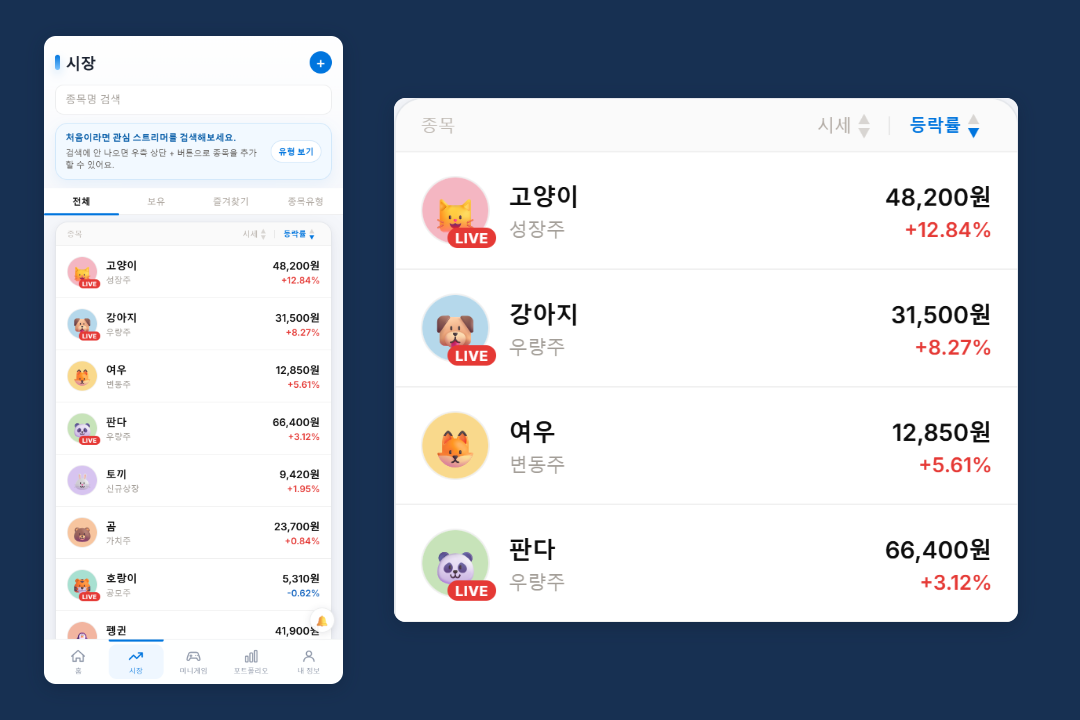 시장
+
종목명 검색
처음이라면 관심 스트리머를 검색해보세요.
검색에 안 나오면 우측 상단 + 버튼으로 종목을 추가
할 수 있어요.
유형 보기
전체 보유 즐겨찾기 종목유형
종목 시세 등락률
고양이 48,200원
LIVE 성장주 +12.84%
강아지 31,500원
LIVE 우량주 +8.27%
여우 12,850원
변동주 +5.61%
판다 66,400원
LIVE 우량주 +3.12%
토끼 9,420원
신규상장 +1.95%
곰 23,700원
가치주 +0.84%
호랑이 5,310원
LIVE 공모주 -0.62%
펭귄 41,900원
홈 시장 미니게임 포트폴리오 내 정보
종목 시세 등락률
고양이 48,200원
LIVE 성장주 +12.84%
강아지 31,500원
LIVE 우량주 +8.27%
여우 12,850원
변동주 +5.61%
판다 66,400원
LIVE 우량주 +3.12%